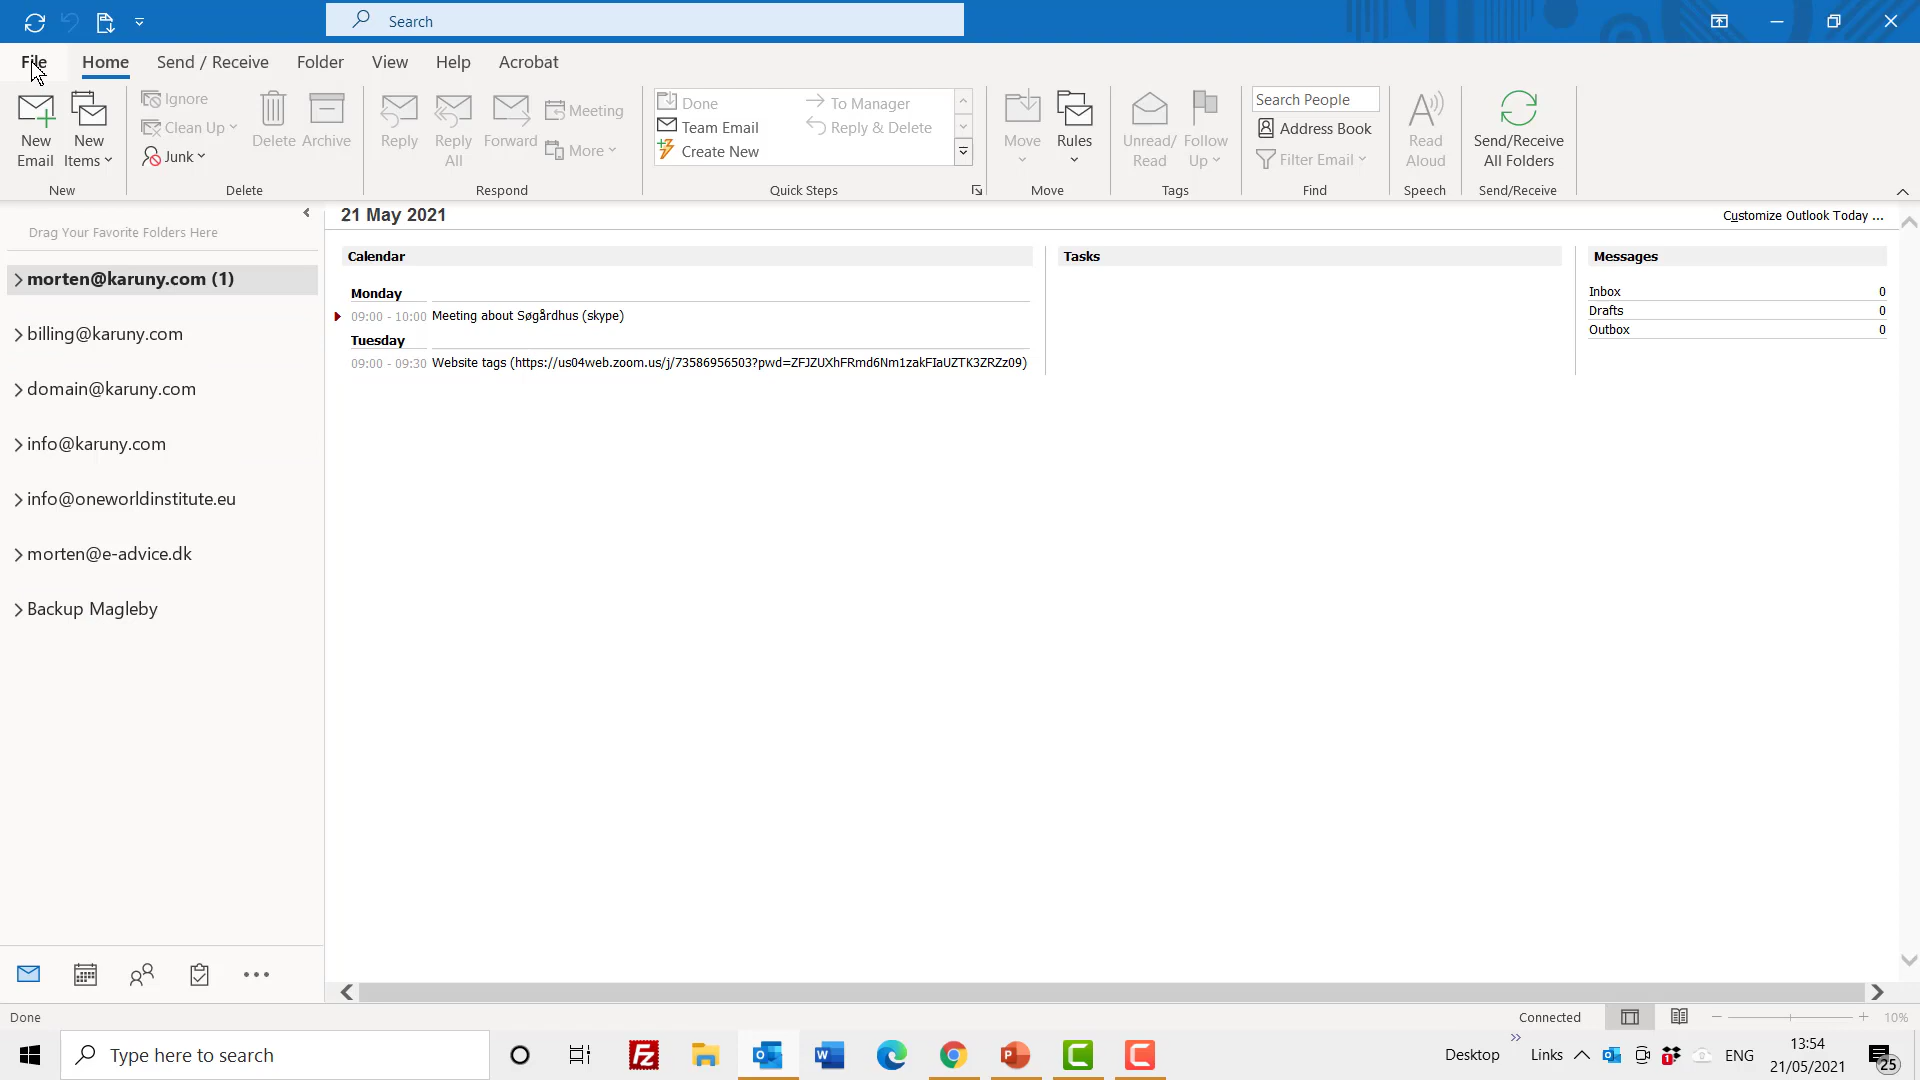 Search
File
Home
Send / Receive
Folder
View
Help
Acrobat
New Email
New Items
New
Ignore
Clean Up
Junk
Delete
Archive
Delete
Reply
Reply All
Forward
Meeting
More
Respond
Done
Team Email
Create New
To Manager
Reply & Delete
Quick Steps
Move
Rules
Move
Unread/ Read
Follow Up
Tags
Search People
Address Book
Filter Email
Find
Read Aloud
Speech
Send/Receive All Folders
Send/Receive
Drag Your Favorite Folders Here
morten@karuny.com (1)
billing@karuny.com
domain@karuny.com
info@karuny.com
info@oneworldinstitute.eu
morten@e-advice.dk
Backup Magleby
21 May 2021
Customize Outlook Today ...
Calendar
Monday
09:00 - 10:00 Meeting about Søgårdhus (skype)
Tuesday
09:00 - 09:30 Website tags (https://us04web.zoom.us/j/73586956503?pwd=ZFJZUXhFRmd6Nm1zakFIaUZTK3ZRZz09)
Tasks
Messages
Inbox 0
Drafts 0
Outbox 0
Done
Connected
10%
Type here to search
Desktop
Links
ENG
13:54
21/05/2021
25